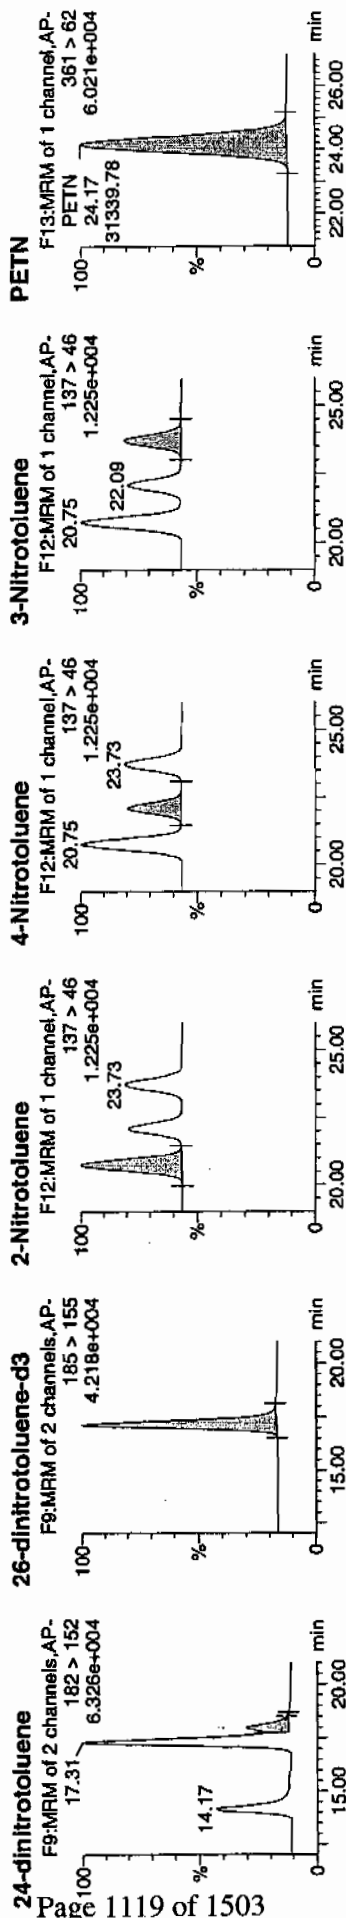 24-dinitrotoluene
F9:MRM of 2 channels,AP-
182 > 152
6.326e+004
17.31
14.17
100
%
0
15.00
20.00
min
26-dinitrotoluene-d3
F9:MRM of 2 channels,AP-
185 > 155
4.218e+004
100
%
0
15.00
20.00
min
2-Nitrotoluene
F12:MRM of 1 channel,AP-
137 > 46
1.225e+004
23.73
100
%
0
20.00
25.00
min
4-Nitrotoluene
F12:MRM of 1 channel,AP-
137 > 46
1.225e+004
20.75
23.73
100
%
0
20.00
25.00
min
3-Nitrotoluene
F12:MRM of 1 channel,AP-
137 > 46
1.225e+004
20.75
22.09
100
%
0
20.00
25.00
min
PETN
F13:MRM of 1 channel,AP-
361 > 62
6.021e+004
PETN
24.17
31339.78
100
%
0
22.00
24.00
26.00
min
Page 1119 of 1503